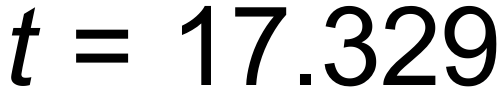 t = 17.329